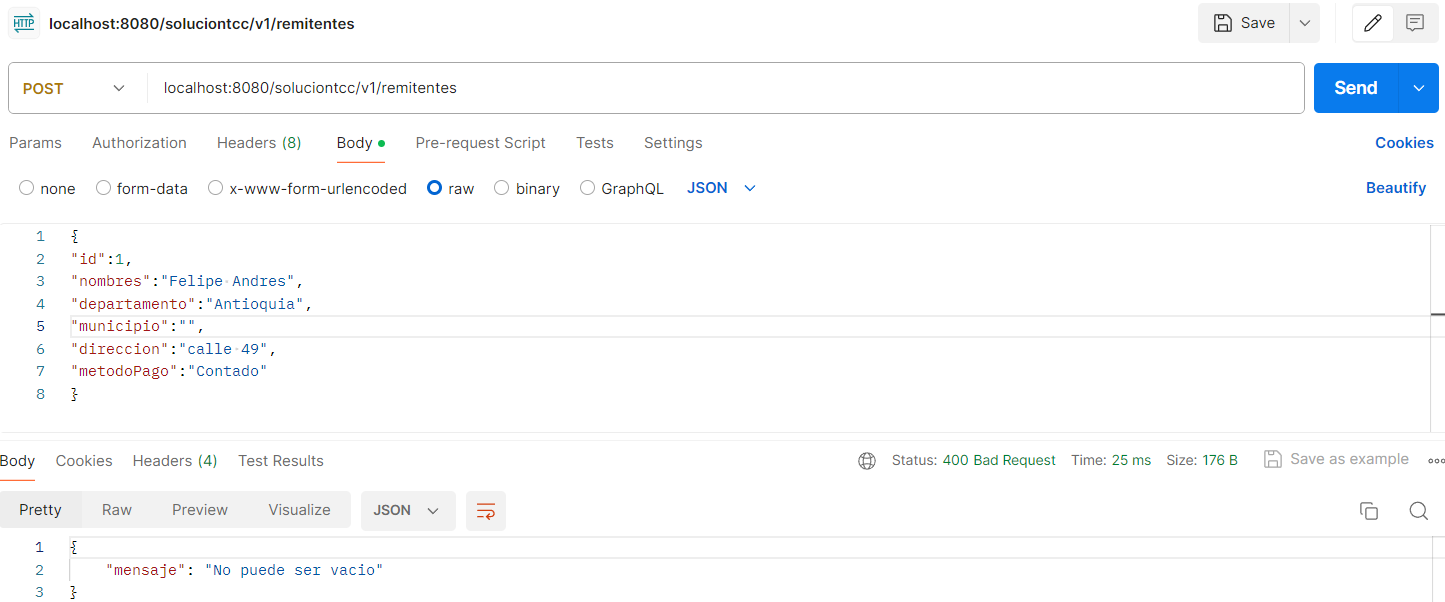 HTTP localhost:8080/soluciontcc/v1/remitentes Save
POST localhost:8080/soluciontcc/v1/remitentes Send
Params Authorization Headers (8) Body Pre-request Script Tests Settings Cookies
none form-data x-www-form-urlencoded raw binary GraphQL JSON Beautify
1 {
2 "id":1,
3 "nombres":"Felipe Andres",
4 "departamento":"Antioquia",
5 "municipio":"",
6 "direccion":"calle 49",
7 "metodoPago":"Contado"
8 }
Body Cookies Headers (4) Test Results Status: 400 Bad Request Time: 25 ms Size: 176 B Save as example
Pretty Raw Preview Visualize JSON
1 {
2 "mensaje": "No puede ser vacio"
3 }